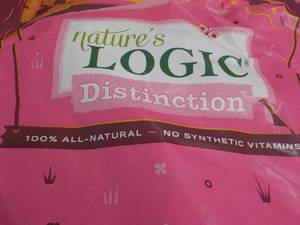 nature's
LOGIC®
Distinction™
100% ALL-NATURAL — NO SYNTHETIC VITAMINS